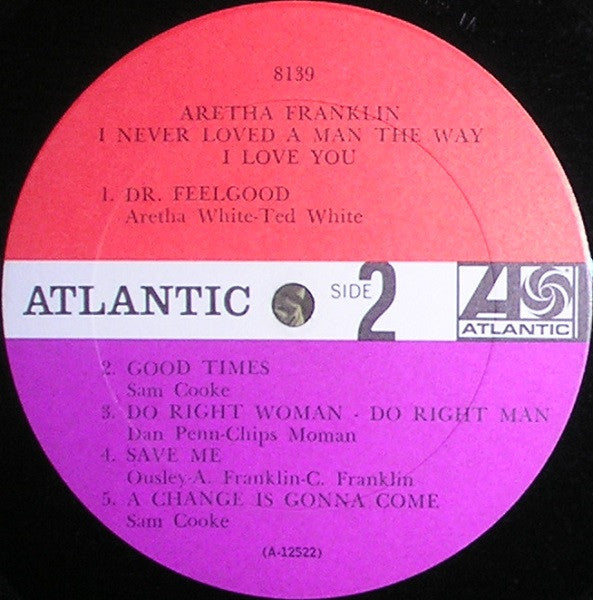 8139
ARETHA FRANKLIN
I NEVER LOVED A MAN THE WAY
I LOVE YOU
1. DR. FEELGOOD
Aretha White-Ted White
ATLANTIC
SIDE 2
ATLANTIC
2. GOOD TIMES
Sam Cooke
3. DO RIGHT WOMAN - DO RIGHT MAN
Dan Penn-Chips Moman
4. SAVE ME
Ousley-A. Franklin-C. Franklin
5. A CHANGE IS GONNA COME
Sam Cooke
(A-12522)